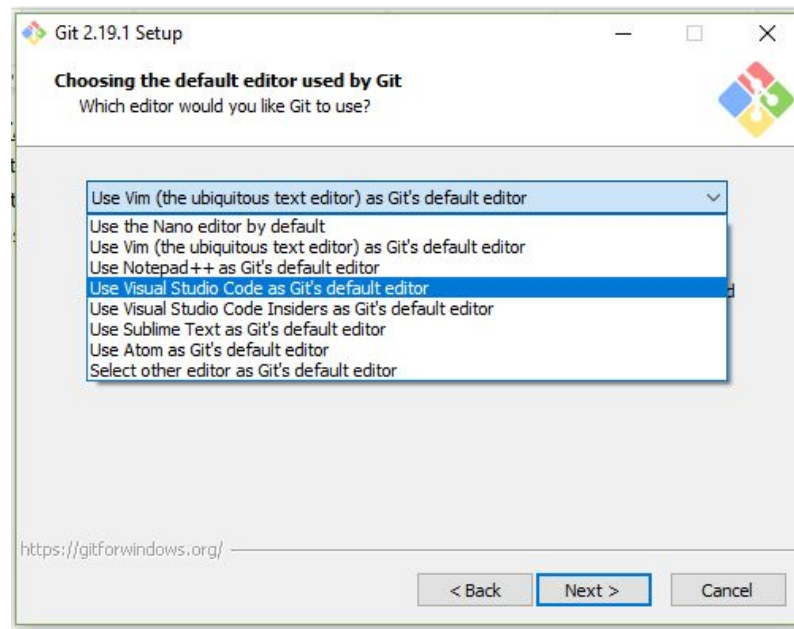 Git 2.19.1 Setup
Choosing the default editor used by Git
Which editor would you like Git to use?
Use Vim (the ubiquitous text editor) as Git's default editor
Use the Nano editor by default
Use Vim (the ubiquitous text editor) as Git's default editor
Use Notepad++ as Git's default editor
Use Visual Studio Code as Git's default editor
Use Visual Studio Code Insiders as Git's default editor
Use Sublime Text as Git's default editor
Use Atom as Git's default editor
Select other editor as Git's default editor
https://gitforwindows.org/
< Back Next > Cancel